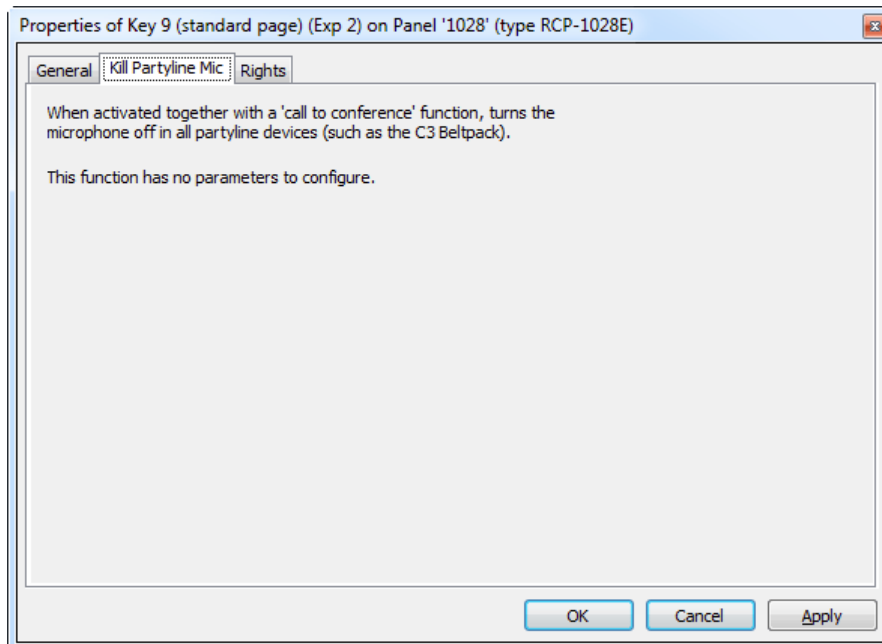 Properties of Key 9 (standard page) (Exp 2) on Panel '1028' (type RCP-1028E)
General Kill Partyline Mic Rights
When activated together with a 'call to conference' function, turns the
microphone off in all partyline devices (such as the C3 Beltpack).
This function has no parameters to configure.
OK Cancel Apply